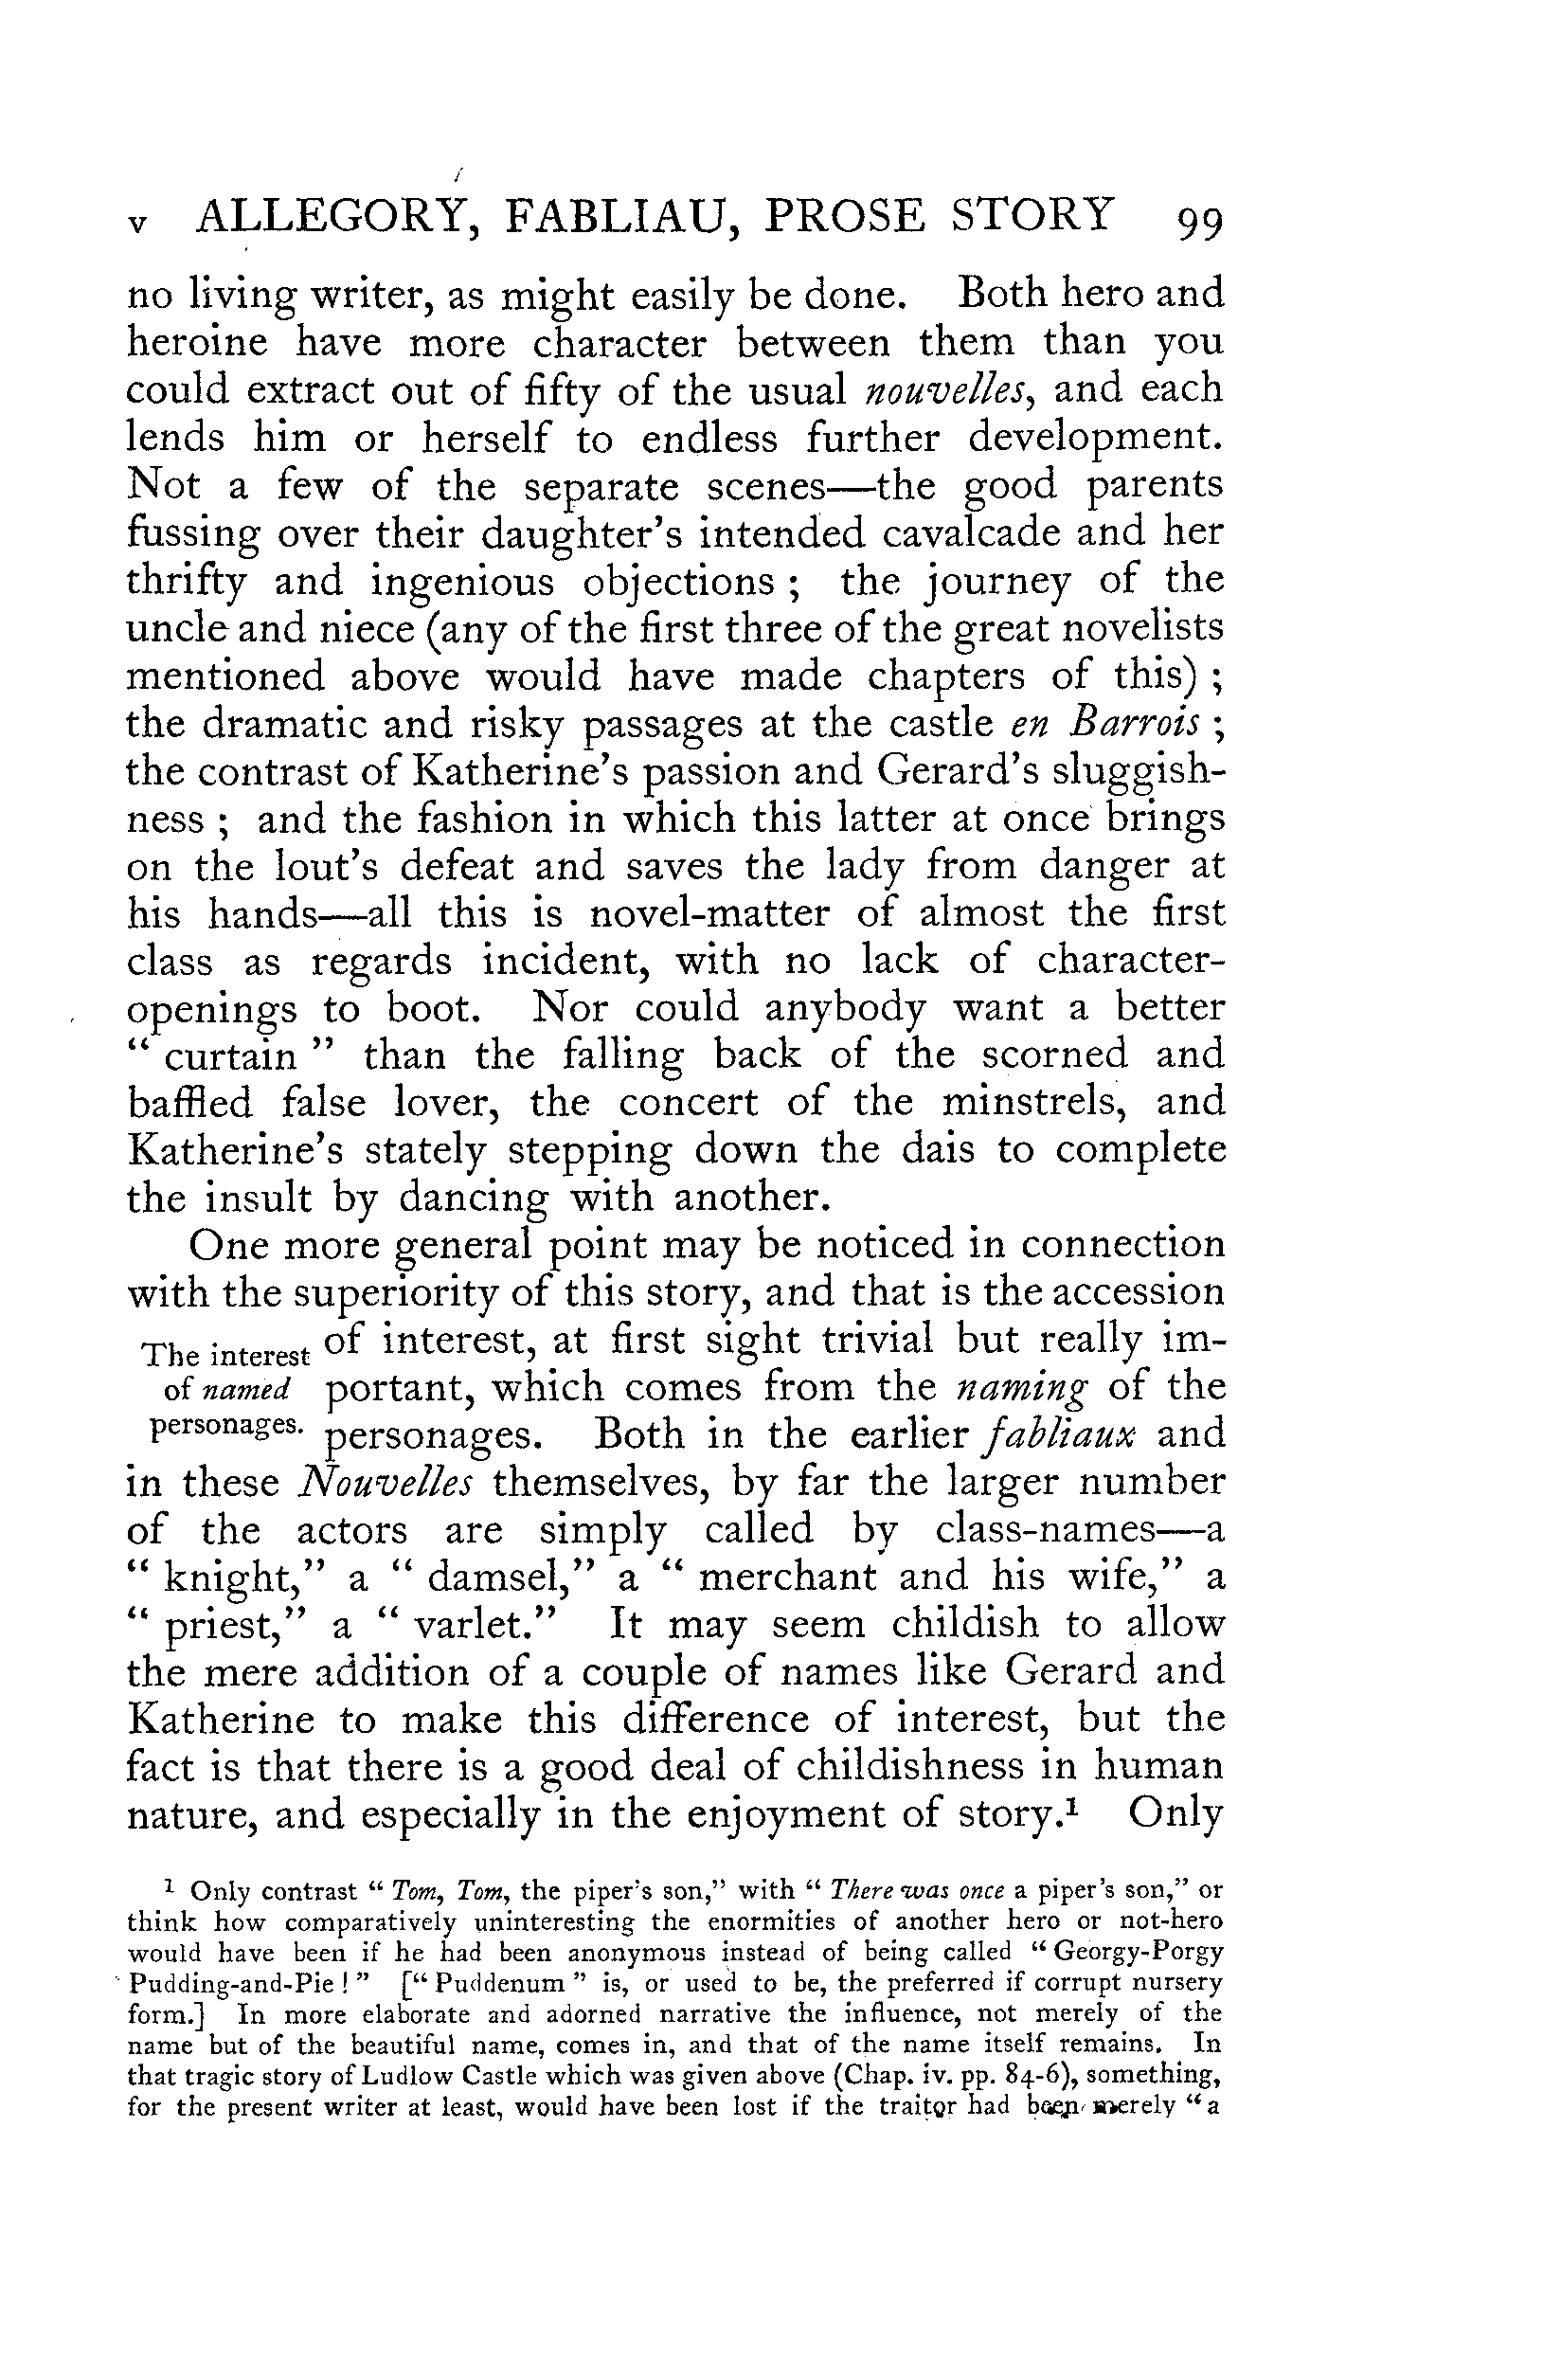 v ALLEGORY, FABLIAU, PROSE STORY 99
no living writer, as might easily be done. Both hero and
heroine have more character between them than you
could extract out of fifty of the usual nouvelles, and each
lends him or herself to endless further development.
Not a few of the separate scenes—the good parents
fussing over their daughter's intended cavalcade and her
thrifty and ingenious objections ; the journey of the
uncle and niece (any of the first three of the great novelists
mentioned above would have made chapters of this) ;
the dramatic and risky passages at the castle en Barrois ;
the contrast of Katherine's passion and Gerard's sluggish-
ness ; and the fashion in which this latter at once brings
on the lout's defeat and saves the lady from danger at
his hands—all this is novel-matter of almost the first
class as regards incident, with no lack of character-
openings to boot. Nor could anybody want a better
“ curtain ” than the falling back of the scorned and
baffled false lover, the concert of the minstrels, and
Katherine's stately stepping down the dais to complete
the insult by dancing with another.
One more general point may be noticed in connection
with the superiority of this story, and that is the accession
The interest of interest, at first sight trivial but really im-
of named portant, which comes from the naming of the
personages. personages. Both in the earlier fabliaux and
in these Nouvelles themselves, by far the larger number
of the actors are simply called by class-names—a
“ knight,” a “ damsel,” a “ merchant and his wife,” a
“ priest,” a “ varlet.” It may seem childish to allow
the mere addition of a couple of names like Gerard and
Katherine to make this difference of interest, but the
fact is that there is a good deal of childishness in human
nature, and especially in the enjoyment of story.¹ Only
¹ Only contrast “ Tom, Tom, the piper's son,” with “ There was once a piper's son,” or
think how comparatively uninteresting the enormities of another hero or not-hero
would have been if he had been anonymous instead of being called “ Georgy-Porgy
Pudding-and-Pie ! ” [“ Puddenum ” is, or used to be, the preferred if corrupt nursery
form.] In more elaborate and adorned narrative the influence, not merely of the
name but of the beautiful name, comes in, and that of the name itself remains. In
that tragic story of Ludlow Castle which was given above (Chap. iv. pp. 84-6), something,
for the present writer at least, would have been lost if the traitor had been merely “ a